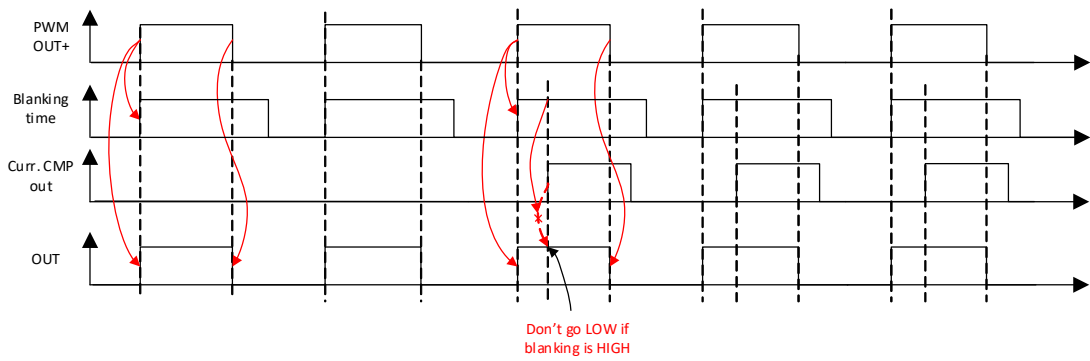 PWM
OUT+
Blanking
time
Curr. CMP
out
OUT
Don't go LOW if
blanking is HIGH